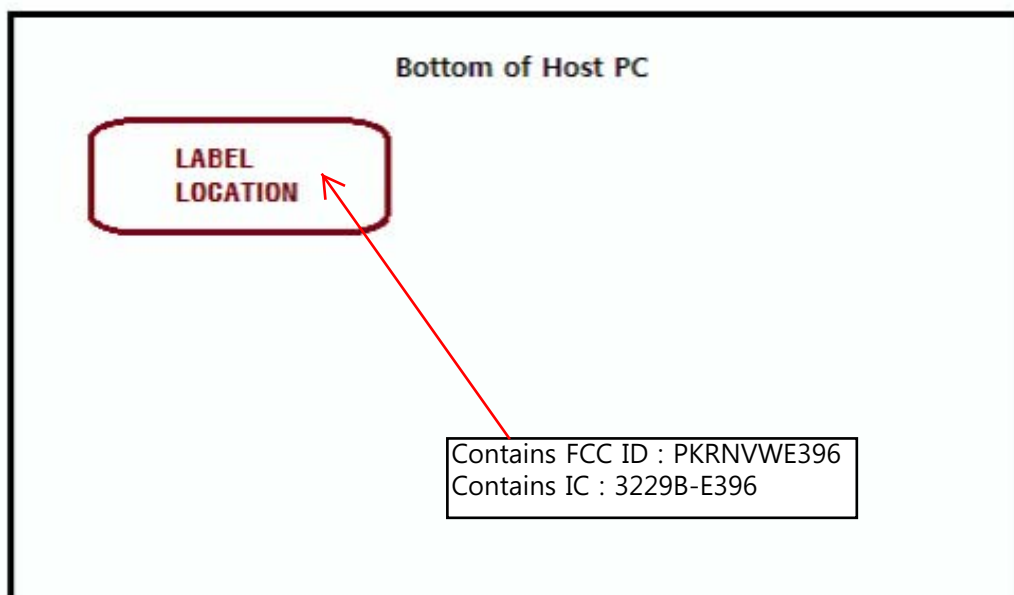 Bottom of Host PC
LABEL
LOCATION
Contains FCC ID : PKRNVWE396
Contains IC : 3229B-E396